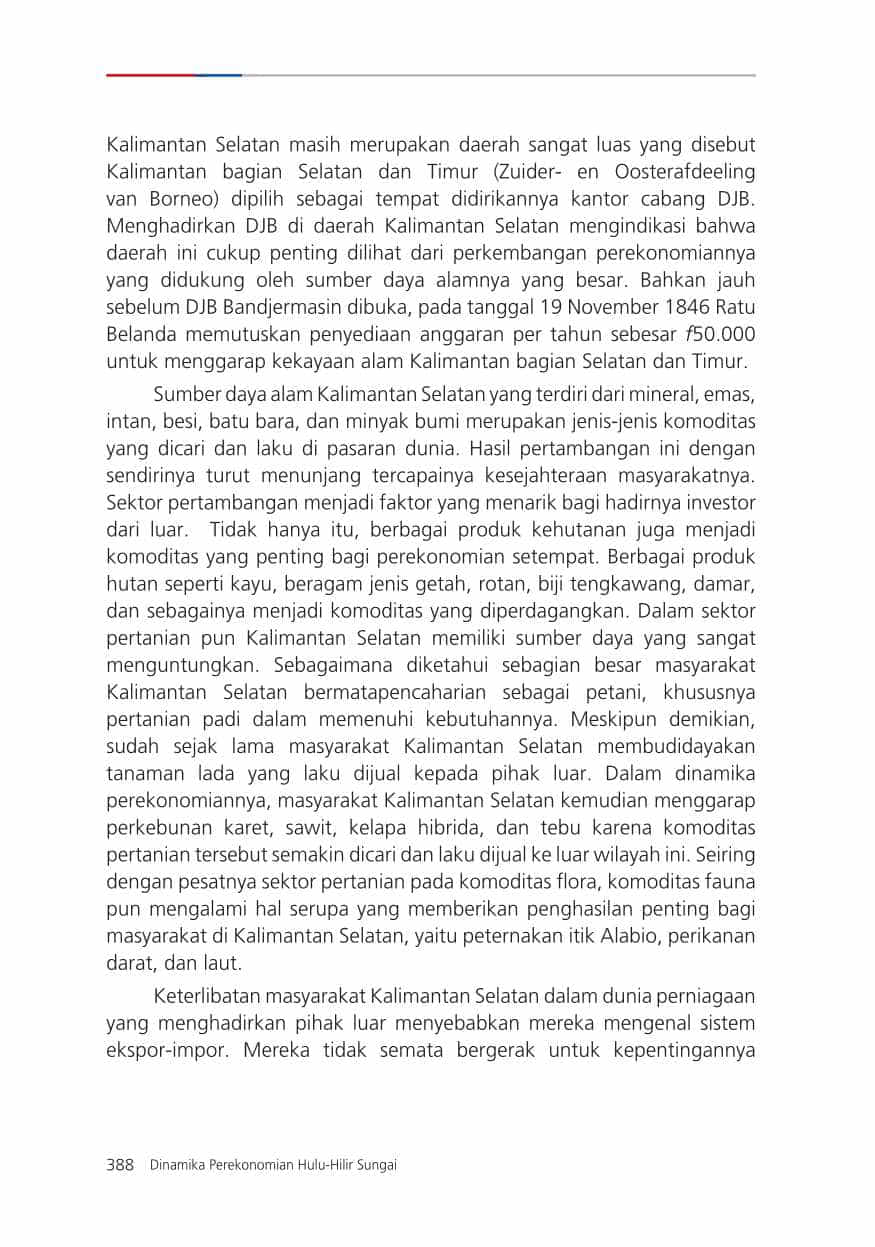 Kalimantan Selatan masih merupakan daerah sangat luas yang disebut
Kalimantan bagian Selatan dan Timur (Zuider- en Oosterafdeeling
van Borneo) dipilih sebagai tempat didirikannya kantor cabang DJB.
Menghadirkan DJB di daerah Kalimantan Selatan mengindikasi bahwa
daerah ini cukup penting dilihat dari perkembangan perekonomiannya
yang didukung oleh sumber daya alamnya yang besar. Bahkan jauh
sebelum DJB Bandjermasin dibuka, pada tanggal 19 November 1846 Ratu
Belanda memutuskan penyediaan anggaran per tahun sebesar f50.000
untuk menggarap kekayaan alam Kalimantan bagian Selatan dan Timur.
Sumber daya alam Kalimantan Selatan yang terdiri dari mineral, emas,
intan, besi, batu bara, dan minyak bumi merupakan jenis-jenis komoditas
yang dicari dan laku di pasaran dunia. Hasil pertambangan ini dengan
sendirinya turut menunjang tercapainya kesejahteraan masyarakatnya.
Sektor pertambangan menjadi faktor yang menarik bagi hadirnya investor
dari luar. Tidak hanya itu, berbagai produk kehutanan juga menjadi
komoditas yang penting bagi perekonomian setempat. Berbagai produk
hutan seperti kayu, beragam jenis getah, rotan, biji tengkawang, damar,
dan sebagainya menjadi komoditas yang diperdagangkan. Dalam sektor
pertanian pun Kalimantan Selatan memiliki sumber daya yang sangat
menguntungkan. Sebagaimana diketahui sebagian besar masyarakat
Kalimantan Selatan bermatapencaharian sebagai petani, khususnya
pertanian padi dalam memenuhi kebutuhannya. Meskipun demikian,
sudah sejak lama masyarakat Kalimantan Selatan membudidayakan
tanaman lada yang laku dijual kepada pihak luar. Dalam dinamika
perekonomiannya, masyarakat Kalimantan Selatan kemudian menggarap
perkebunan karet, sawit, kelapa hibrida, dan tebu karena komoditas
pertanian tersebut semakin dicari dan laku dijual ke luar wilayah ini. Seiring
dengan pesatnya sektor pertanian pada komoditas flora, komoditas fauna
pun mengalami hal serupa yang memberikan penghasilan penting bagi
masyarakat di Kalimantan Selatan, yaitu peternakan itik Alabio, perikanan
darat, dan laut.
Keterlibatan masyarakat Kalimantan Selatan dalam dunia perniagaan
yang menghadirkan pihak luar menyebabkan mereka mengenal sistem
ekspor-impor. Mereka tidak semata bergerak untuk kepentingannya
388 Dinamika Perekonomian Hulu-Hilir Sungai